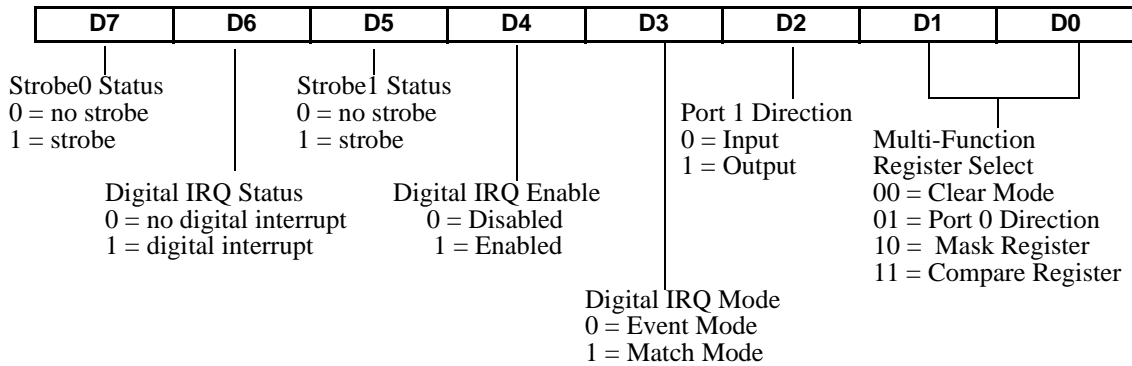 D7 D6 D5 D4 D3 D2 D1 D0
Strobe0 Status
0 = no strobe
1 = strobe
Digital IRQ Status
0 = no digital interrupt
1 = digital interrupt
Strobe1 Status
0 = no strobe
1 = strobe
Digital IRQ Enable
0 = Disabled
1 = Enabled
Digital IRQ Mode
0 = Event Mode
1 = Match Mode
Port 1 Direction
0 = Input
1 = Output
Multi-Function
Register Select
00 = Clear Mode
01 = Port 0 Direction
10 = Mask Register
11 = Compare Register